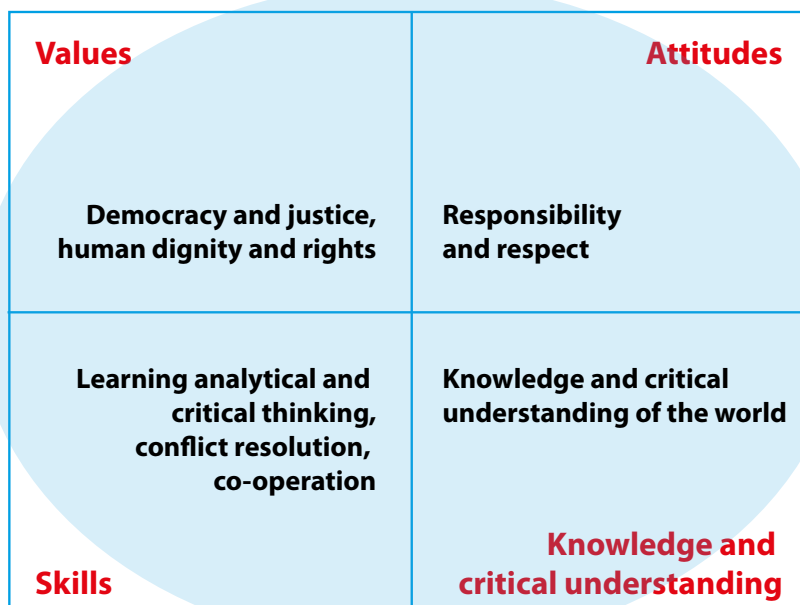 Values
Democracy and justice,
human dignity and rights
Attitudes
Responsibility
and respect
Learning analytical and
critical thinking,
conflict resolution,
co-operation
Skills
Knowledge and critical
understanding of the world
Knowledge and
critical understanding